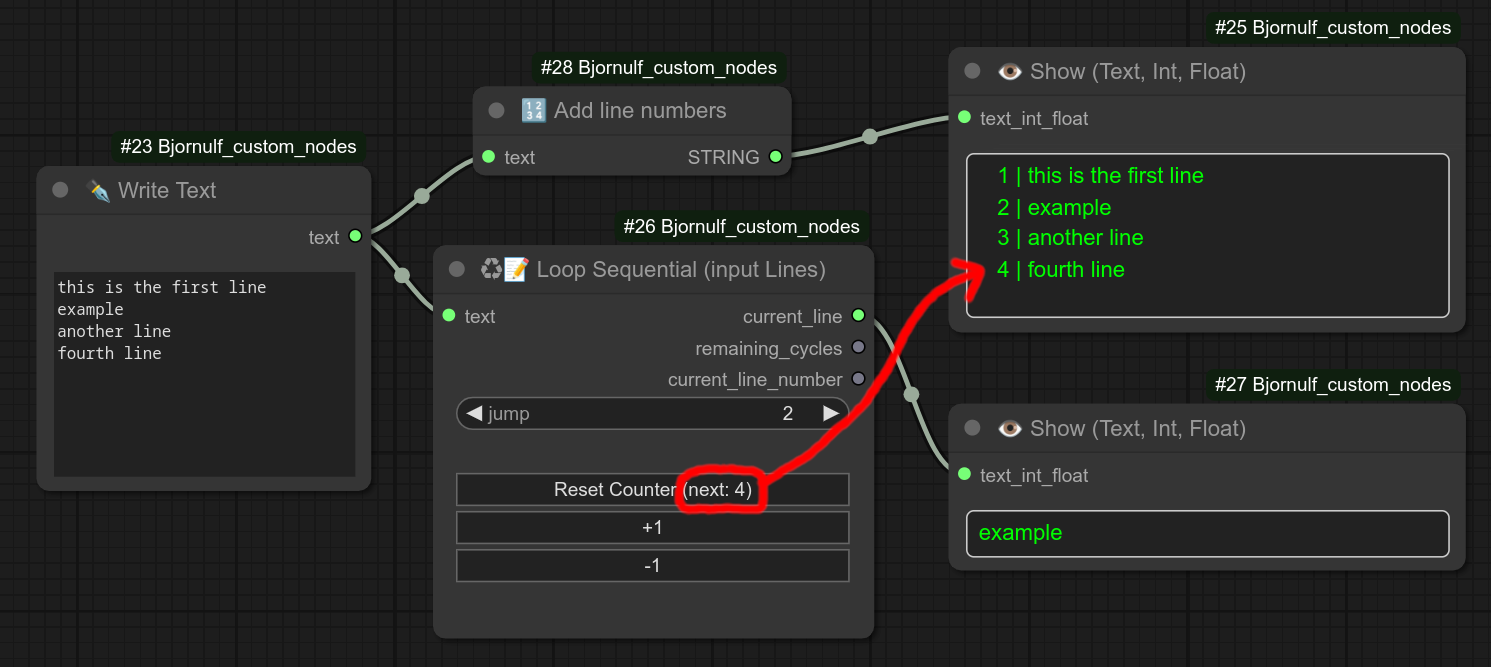 #23 Bjornulf_custom_nodes
✒️ Write Text
text
this is the first line
example
another line
fourth line
#28 Bjornulf_custom_nodes
🔢 Add line numbers
text STRING
#26 Bjornulf_custom_nodes
♻📝 Loop Sequential (input Lines)
text current_line
remaining_cycles
current_line_number
jump 2
Reset Counter (next: 4)
+1
-1
#25 Bjornulf_custom_nodes
👁️ Show (Text, Int, Float)
text_int_float
1 | this is the first line
2 | example
3 | another line
4 | fourth line
#27 Bjornulf_custom_nodes
👁️ Show (Text, Int, Float)
text_int_float
example